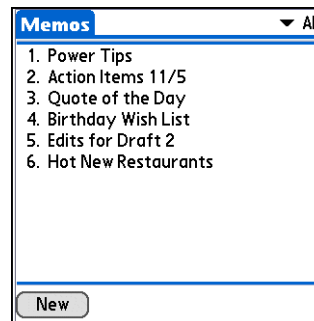 Memos
1. Power Tips
2. Action Items 11/5
3. Quote of the Day
4. Birthday Wish List
5. Edits for Draft 2
6. Hot New Restaurants
New